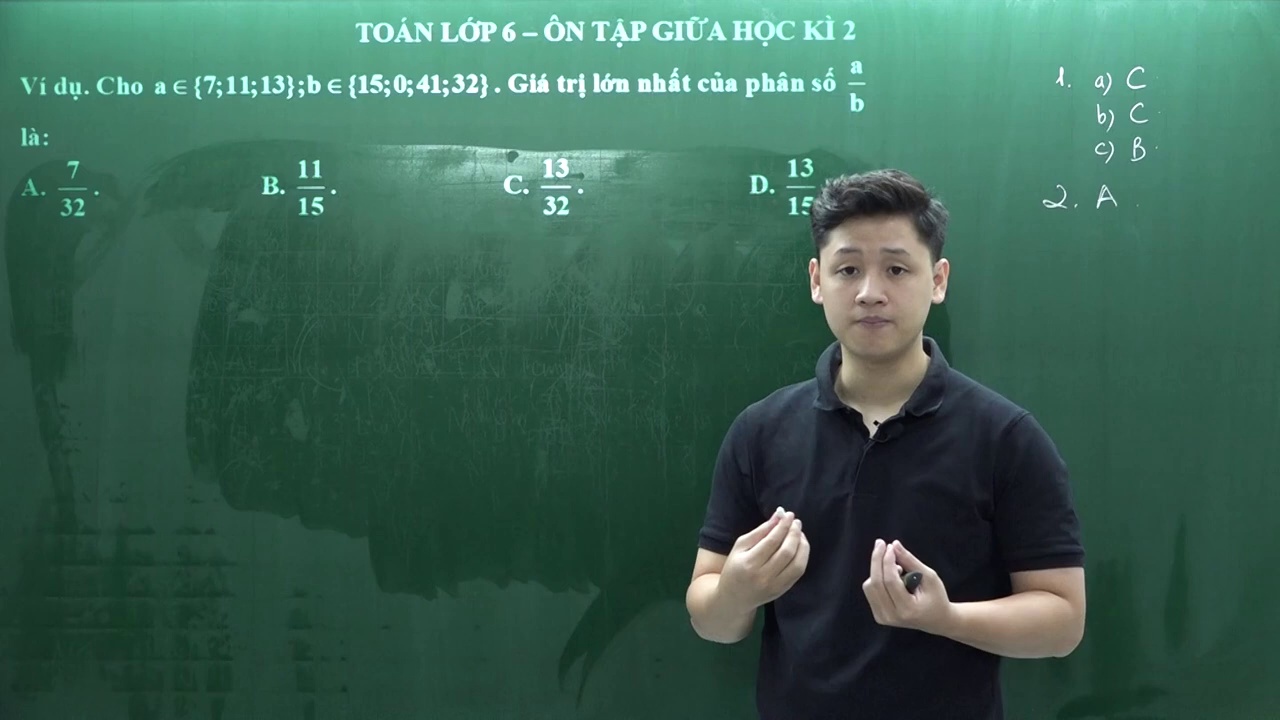 TOÁN LỚP 6 – ÔN TẬP GIỮA HỌC KÌ 2
Ví dụ. Cho a ∈ {7;11;13}; b ∈ {15;0;41;32}. Giá trị lớn nhất của phân số a/b
là:
A. 7/32. B. 11/15. C. 13/32. D. 13/15
1. a) C
b) C
c) B
2. A